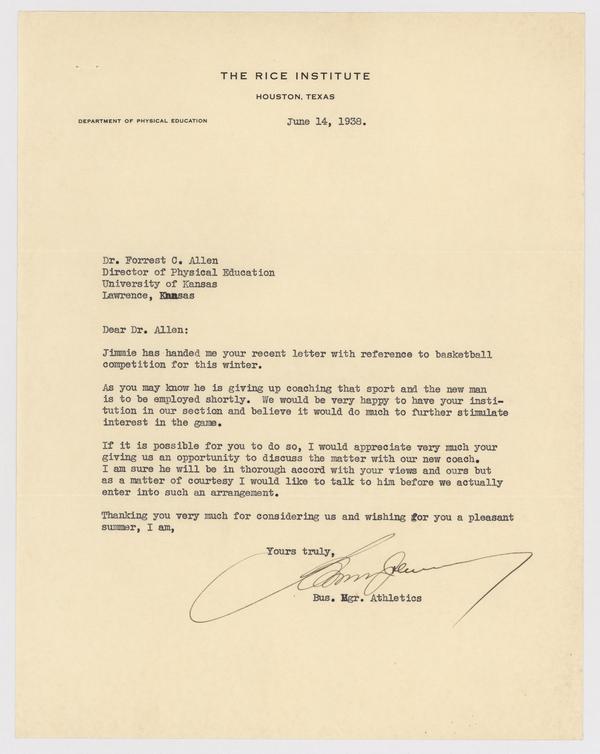 THE RICE INSTITUTE
HOUSTON, TEXAS
DEPARTMENT OF PHYSICAL EDUCATION
June 14, 1938.
Dr. Forrest C. Allen
Director of Physical Education
University of Kansas
Lawrence, Kansas
Dear Dr. Allen:
Jimmie has handed me your recent letter with reference to basketball
competition for this winter.
As you may know he is giving up coaching that sport and the new man
is to be employed shortly. We would be very happy to have your insti-
tution in our section and believe it would do much to further stimulate
interest in the game.
If it is possible for you to do so, I would appreciate very much your
giving us an opportunity to discuss the matter with our new coach.
I am sure he will be in thorough accord with your views and ours but
as a matter of courtesy I would like to talk to him before we actually
enter into such an arrangement.
Thanking you very much for considering us and wishing for you a pleasant
summer, I am,
Yours truly,
Bus. Mgr. Athletics